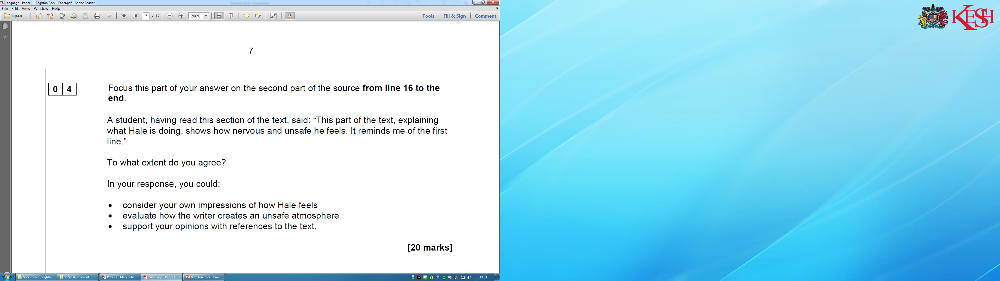 Language - Paper 1 - Brighton Rock - Paper.pdf - Adobe Reader
File Edit View Window Help
Open 7 / 17 206% Tools Fill & Sign Comment
KESH
7
0 4 Focus this part of your answer on the second part of the source from line 16 to the
end.
A student, having read this section of the text, said: “This part of the text, explaining
what Hale is doing, shows how nervous and unsafe he feels. It reminds me of the first
line.”
To what extent do you agree?
In your response, you could:
• consider your own impressions of how Hale feels
• evaluate how the writer creates an unsafe atmosphere
• support your opinions with references to the text.
[20 marks]
Specimen 2. Brighto... KESH Assessment Paper 1 - Mark Sche... Language - Paper 1 -... Brighton Rock - Pow... 12:33